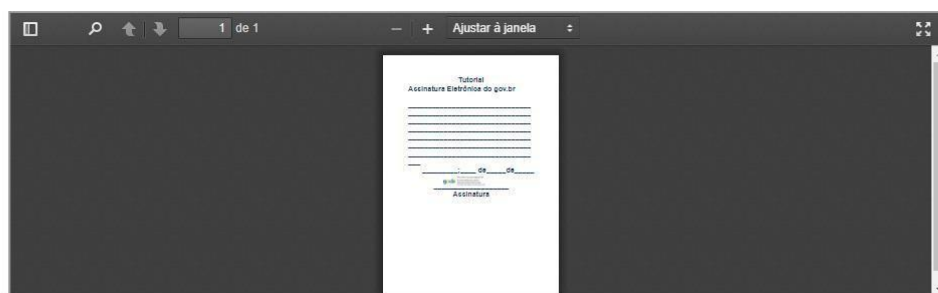 1 de 1
Ajustar à janela
Tutorial
Assinatura Eletrônica do gov.br
de de
Assinatura